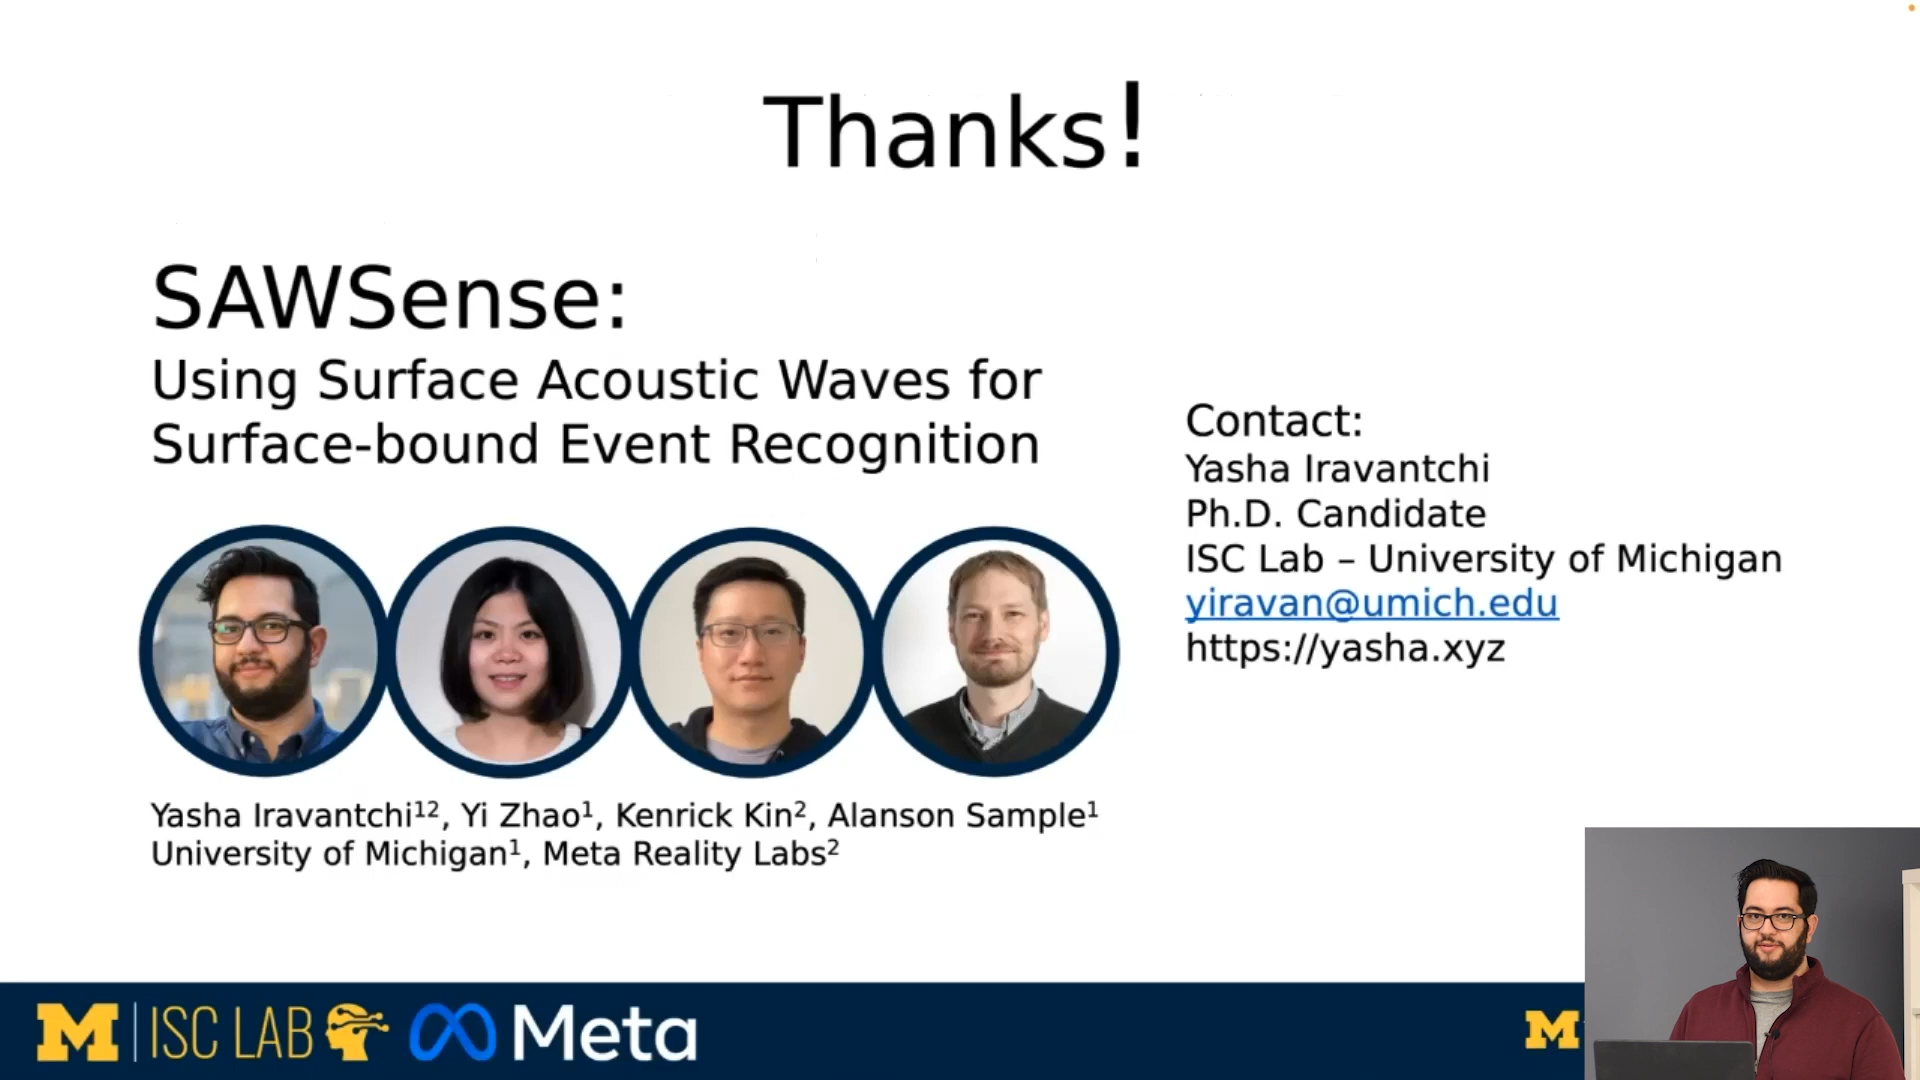 Thanks!
SAWSense:
Using Surface Acoustic Waves for
Surface-bound Event Recognition
Contact:
Yasha Iravantchi
Ph.D. Candidate
ISC Lab – University of Michigan
yiravan@umich.edu
https://yasha.xyz
Yasha Iravantchi¹², Yi Zhao¹, Kenrick Kin², Alanson Sample¹
University of Michigan¹, Meta Reality Labs²
M ISC LAB Meta
M